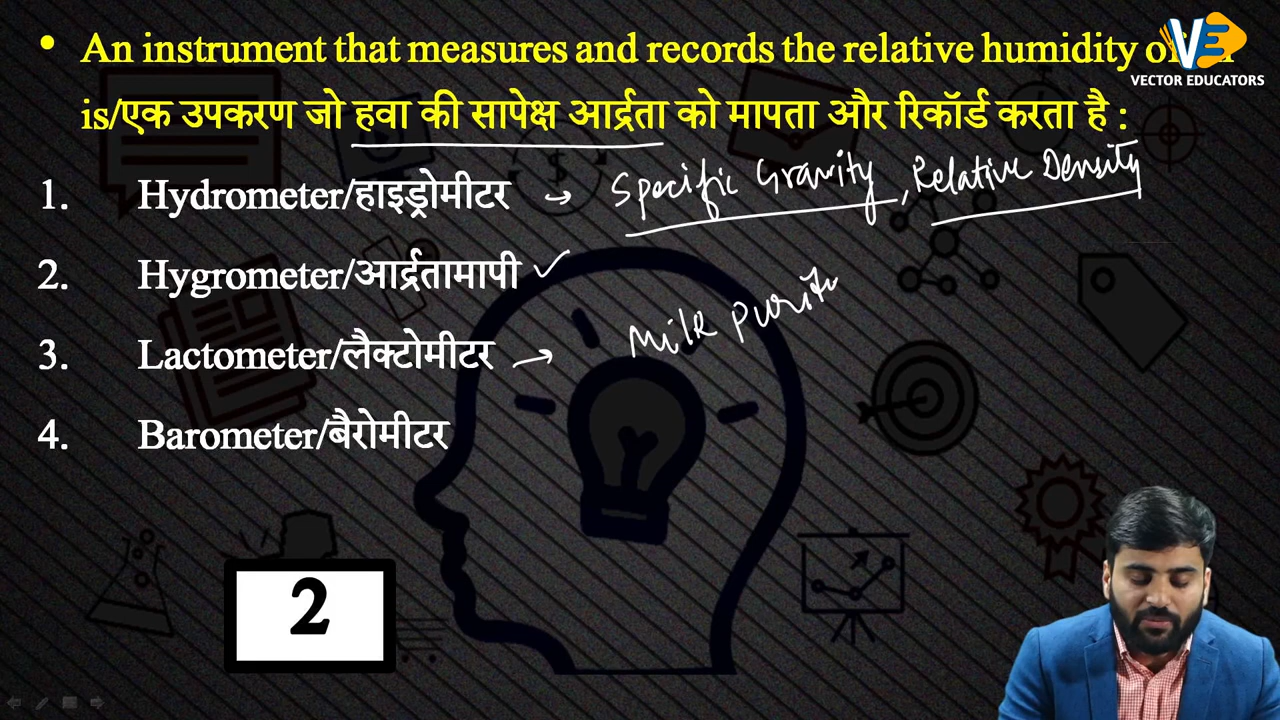 • An instrument that measures and records the relative humidity of
is/एक उपकरण जो हवा की सापेक्ष आर्द्रता को मापता और रिकॉर्ड करता है :
1. Hydrometer/हाइड्रोमीटर → Specific Gravity, Relative Density
2. Hygrometer/आर्द्रतामापी ✓
3. Lactometer/लैक्टोमीटर → Milk Purity
4. Barometer/बैरोमीटर
2
VE
VECTOR EDUCATORS